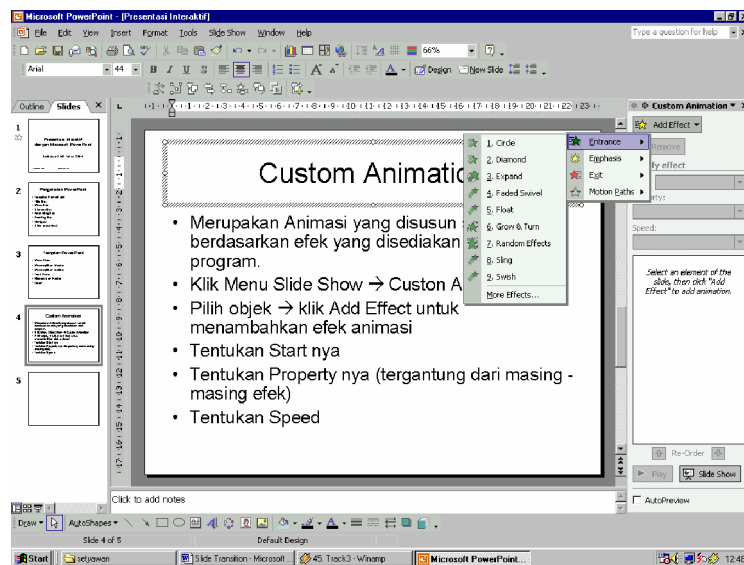 Microsoft PowerPoint - [Presentasi Interaktif]
File Edit View Insert Format Tools Slide Show Window Help
Type a question for help
66%
Arial 44 B I U S
Design New Slide
Outline Slides
Custom Animation
Add Effect
Remove
Speed:
Entrance
Emphasis
Exit
Motion Paths
1. Circle
2. Diamond
3. Expand
4. Faded Swivel
5. Float
6. Grow & Turn
7. Random Effects
8. Sling
9. Swish
More Effects...
Select an element of the
slide, then click "Add
Effect" to add animation.
1
2
3
4
5
Custom Animatio
• Merupakan Animasi yang disusun
berdasarkan efek yang disediakan
program.
• Klik Menu Slide Show → Custon A
• Pilih objek → klik Add Effect untuk
menambahkan efek animasi
• Tentukan Start nya
• Tentukan Property nya (tergantung dari masing -
masing efek)
• Tentukan Speed
Re-Order
Play Slide Show
AutoPreview
Click to add notes
Draw AutoShapes
Slide 4 of 5 Default Design
Start setyawan Slide Transition - Microsoft ... 45. Track3 - Winamp Microsoft PowerPoint... 12:48